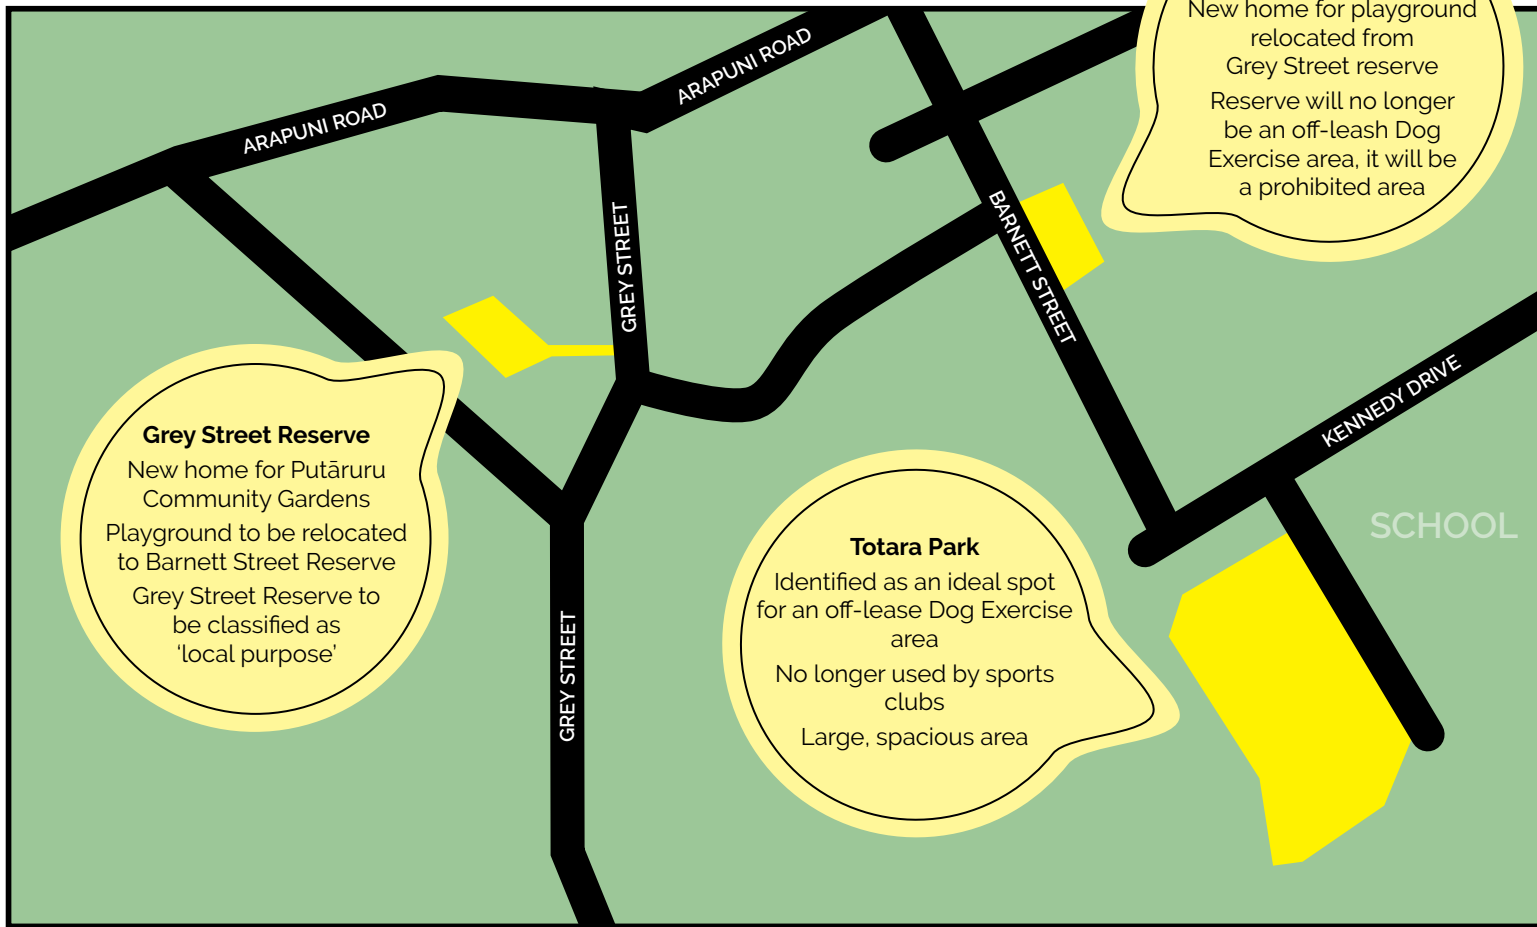 New home for playground
relocated from
Grey Street reserve
Reserve will no longer
be an off-leash Dog
Exercise area, it will be
a prohibited area
ARAPUNI ROAD
ARAPUNI ROAD
GREY STREET
BARNETT STREET
KENNEDY DRIVE
SCHOOL
Grey Street Reserve
New home for Putāruru
Community Gardens
Playground to be relocated
to Barnett Street Reserve
Grey Street Reserve to
be classified as
‘local purpose’
Totara Park
Identified as an ideal spot
for an off-lease Dog Exercise
area
No longer used by sports
clubs
Large, spacious area
GREY STREET